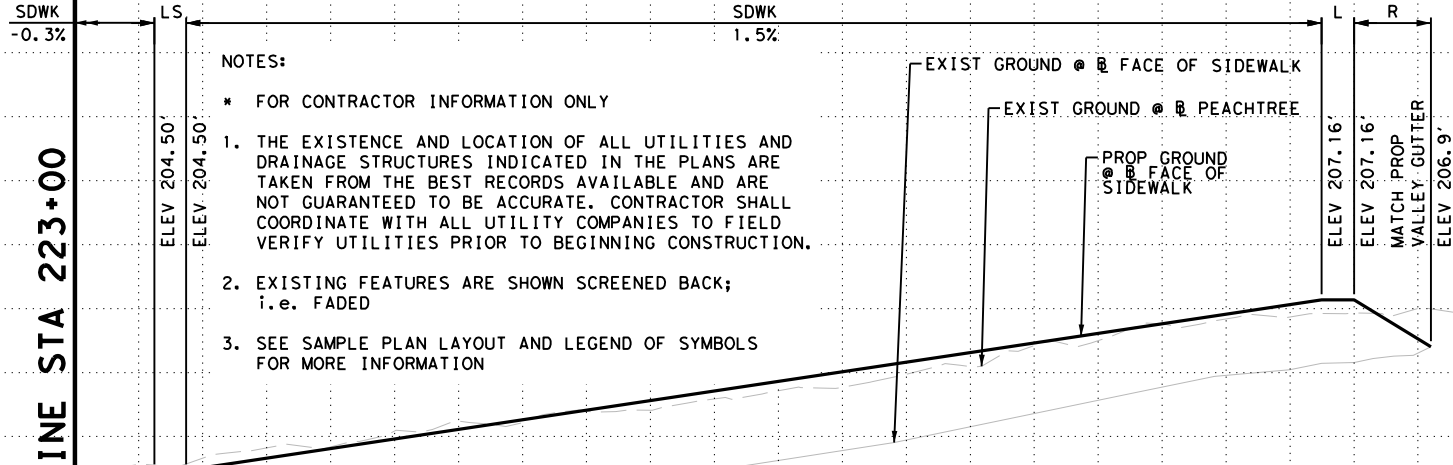 SDWK
-0.3%
LS
SDWK
1.5%
L
R
NOTES:
* FOR CONTRACTOR INFORMATION ONLY
1. THE EXISTENCE AND LOCATION OF ALL UTILITIES AND
DRAINAGE STRUCTURES INDICATED IN THE PLANS ARE
TAKEN FROM THE BEST RECORDS AVAILABLE AND ARE
NOT GUARANTEED TO BE ACCURATE. CONTRACTOR SHALL
COORDINATE WITH ALL UTILITY COMPANIES TO FIELD
VERIFY UTILITIES PRIOR TO BEGINNING CONSTRUCTION.
2. EXISTING FEATURES ARE SHOWN SCREENED BACK;
i.e. FADED
3. SEE SAMPLE PLAN LAYOUT AND LEGEND OF SYMBOLS
FOR MORE INFORMATION
EXIST GROUND @ BL FACE OF SIDEWALK
EXIST GROUND @ BL PEACHTREE
PROP GROUND
@ BL FACE OF
SIDEWALK
INE STA 223+00
ELEV 204.50'
ELEV 204.50'
ELEV 207.16'
ELEV 207.16'
MATCH PROP
VALLEY GUTTER
ELEV 206.9'